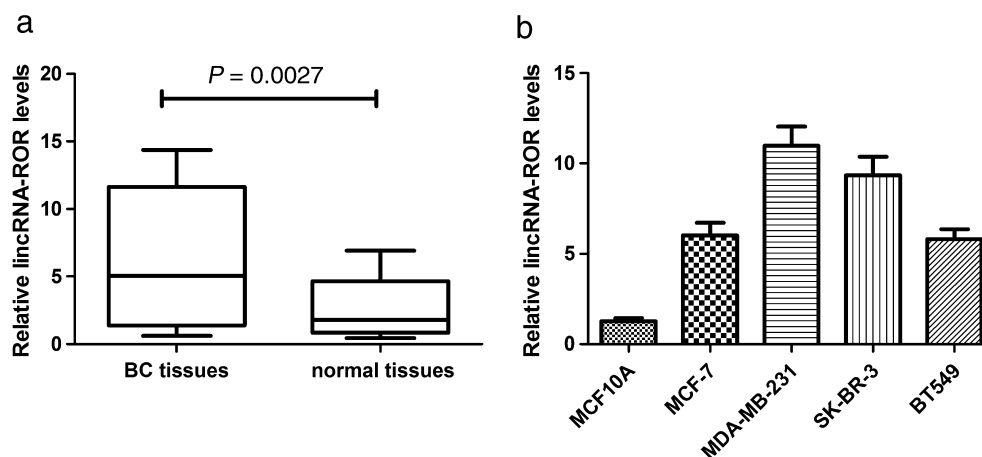 a
Relative lincRNA-ROR levels
20
15
10
5
0
P = 0.0027
BC tissues
normal tissues
b
Relative lincRNA-ROR levels
15
10
5
0
MCF10A
MCF-7
MDA-MB-231
SK-BR-3
BT549